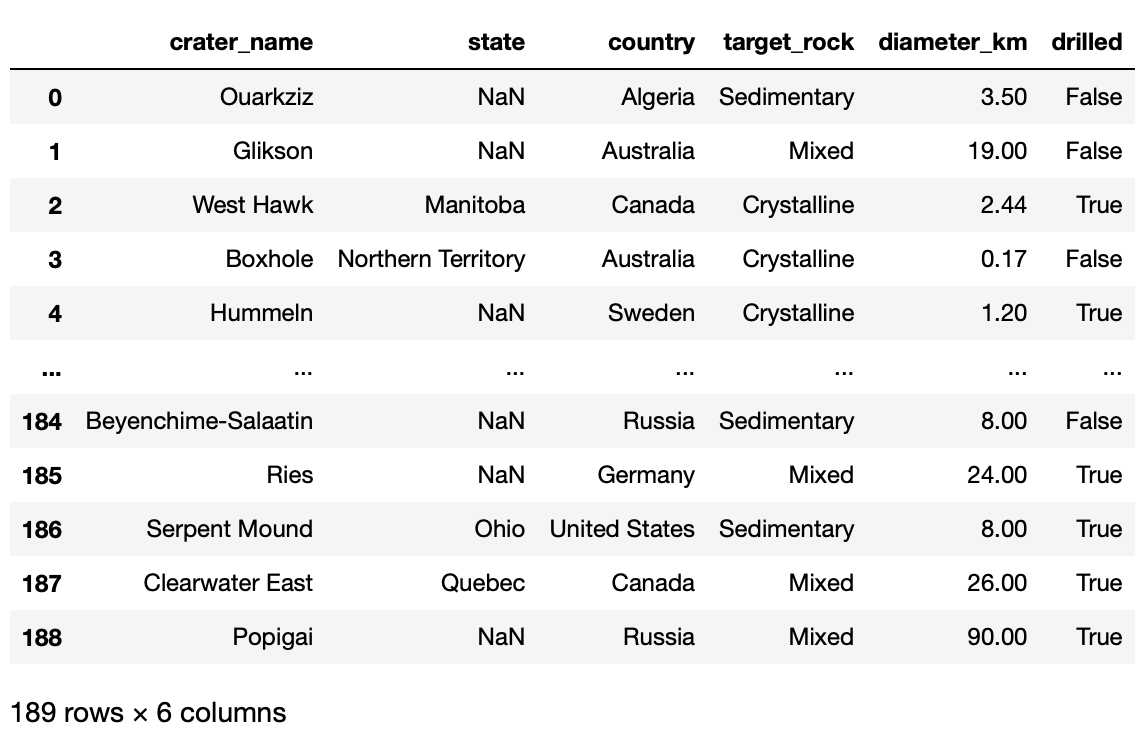 crater_name state country target_rock diameter_km drilled
0 Ouarkziz NaN Algeria Sedimentary 3.50 False
1 Glikson NaN Australia Mixed 19.00 False
2 West Hawk Manitoba Canada Crystalline 2.44 True
3 Boxhole Northern Territory Australia Crystalline 0.17 False
4 Hummeln NaN Sweden Crystalline 1.20 True
... ... ... ... ... ... ...
184 Beyenchime-Salaatin NaN Russia Sedimentary 8.00 False
185 Ries NaN Germany Mixed 24.00 True
186 Serpent Mound Ohio United States Sedimentary 8.00 True
187 Clearwater East Quebec Canada Mixed 26.00 True
188 Popigai NaN Russia Mixed 90.00 True
189 rows × 6 columns